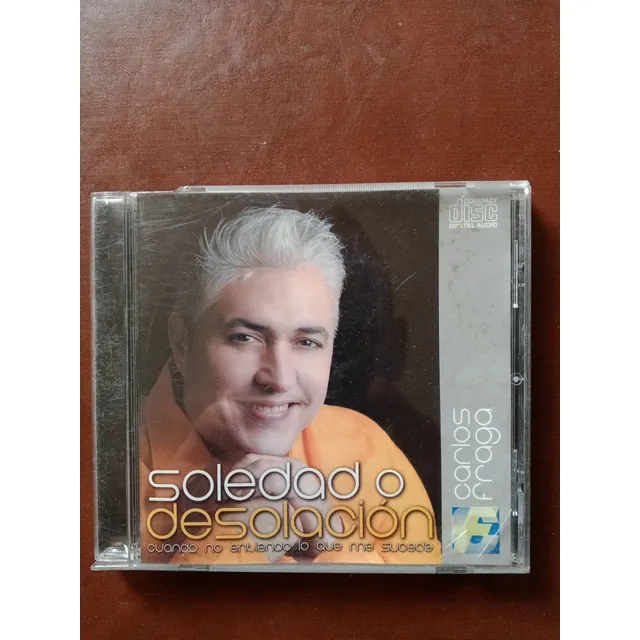 COMPACT
disc
DIGITAL AUDIO
carlos
fraga
soledad o
desolación
cuando no entiendo lo que me sucede